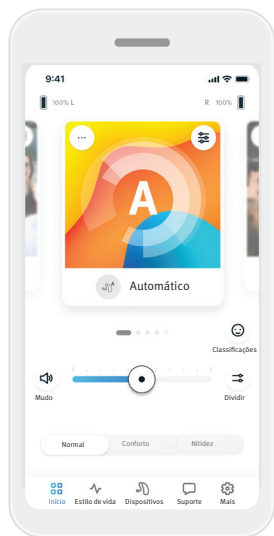 9:41
100% L
R 100%
A
A
Automático
Classificações
Mudo
Dividir
Normal Conforto Nitidez
Início Estilo de vida Dispositivos Suporte Mais